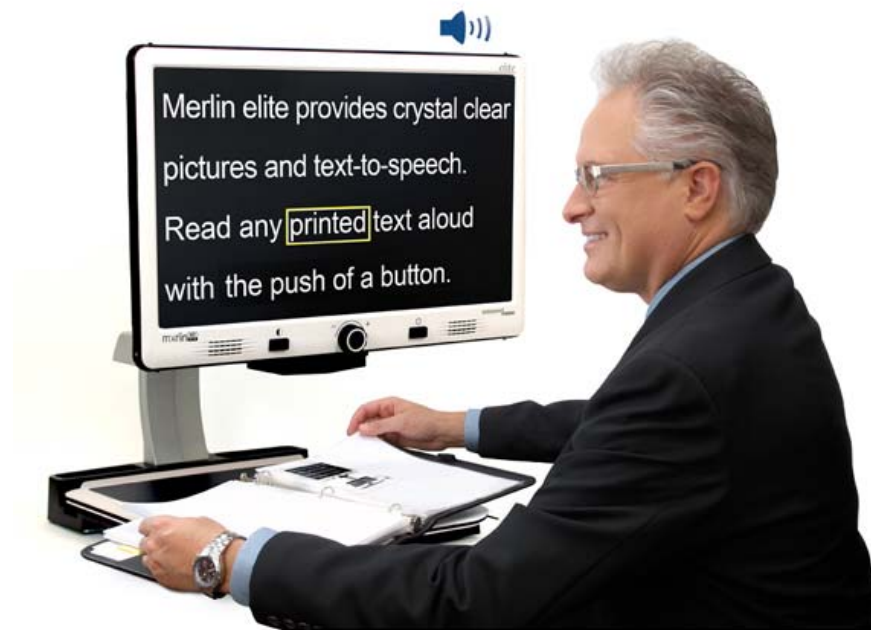 elite
Merlin elite provides crystal clear
pictures and text-to-speech.
Read any printed text aloud
with the push of a button.